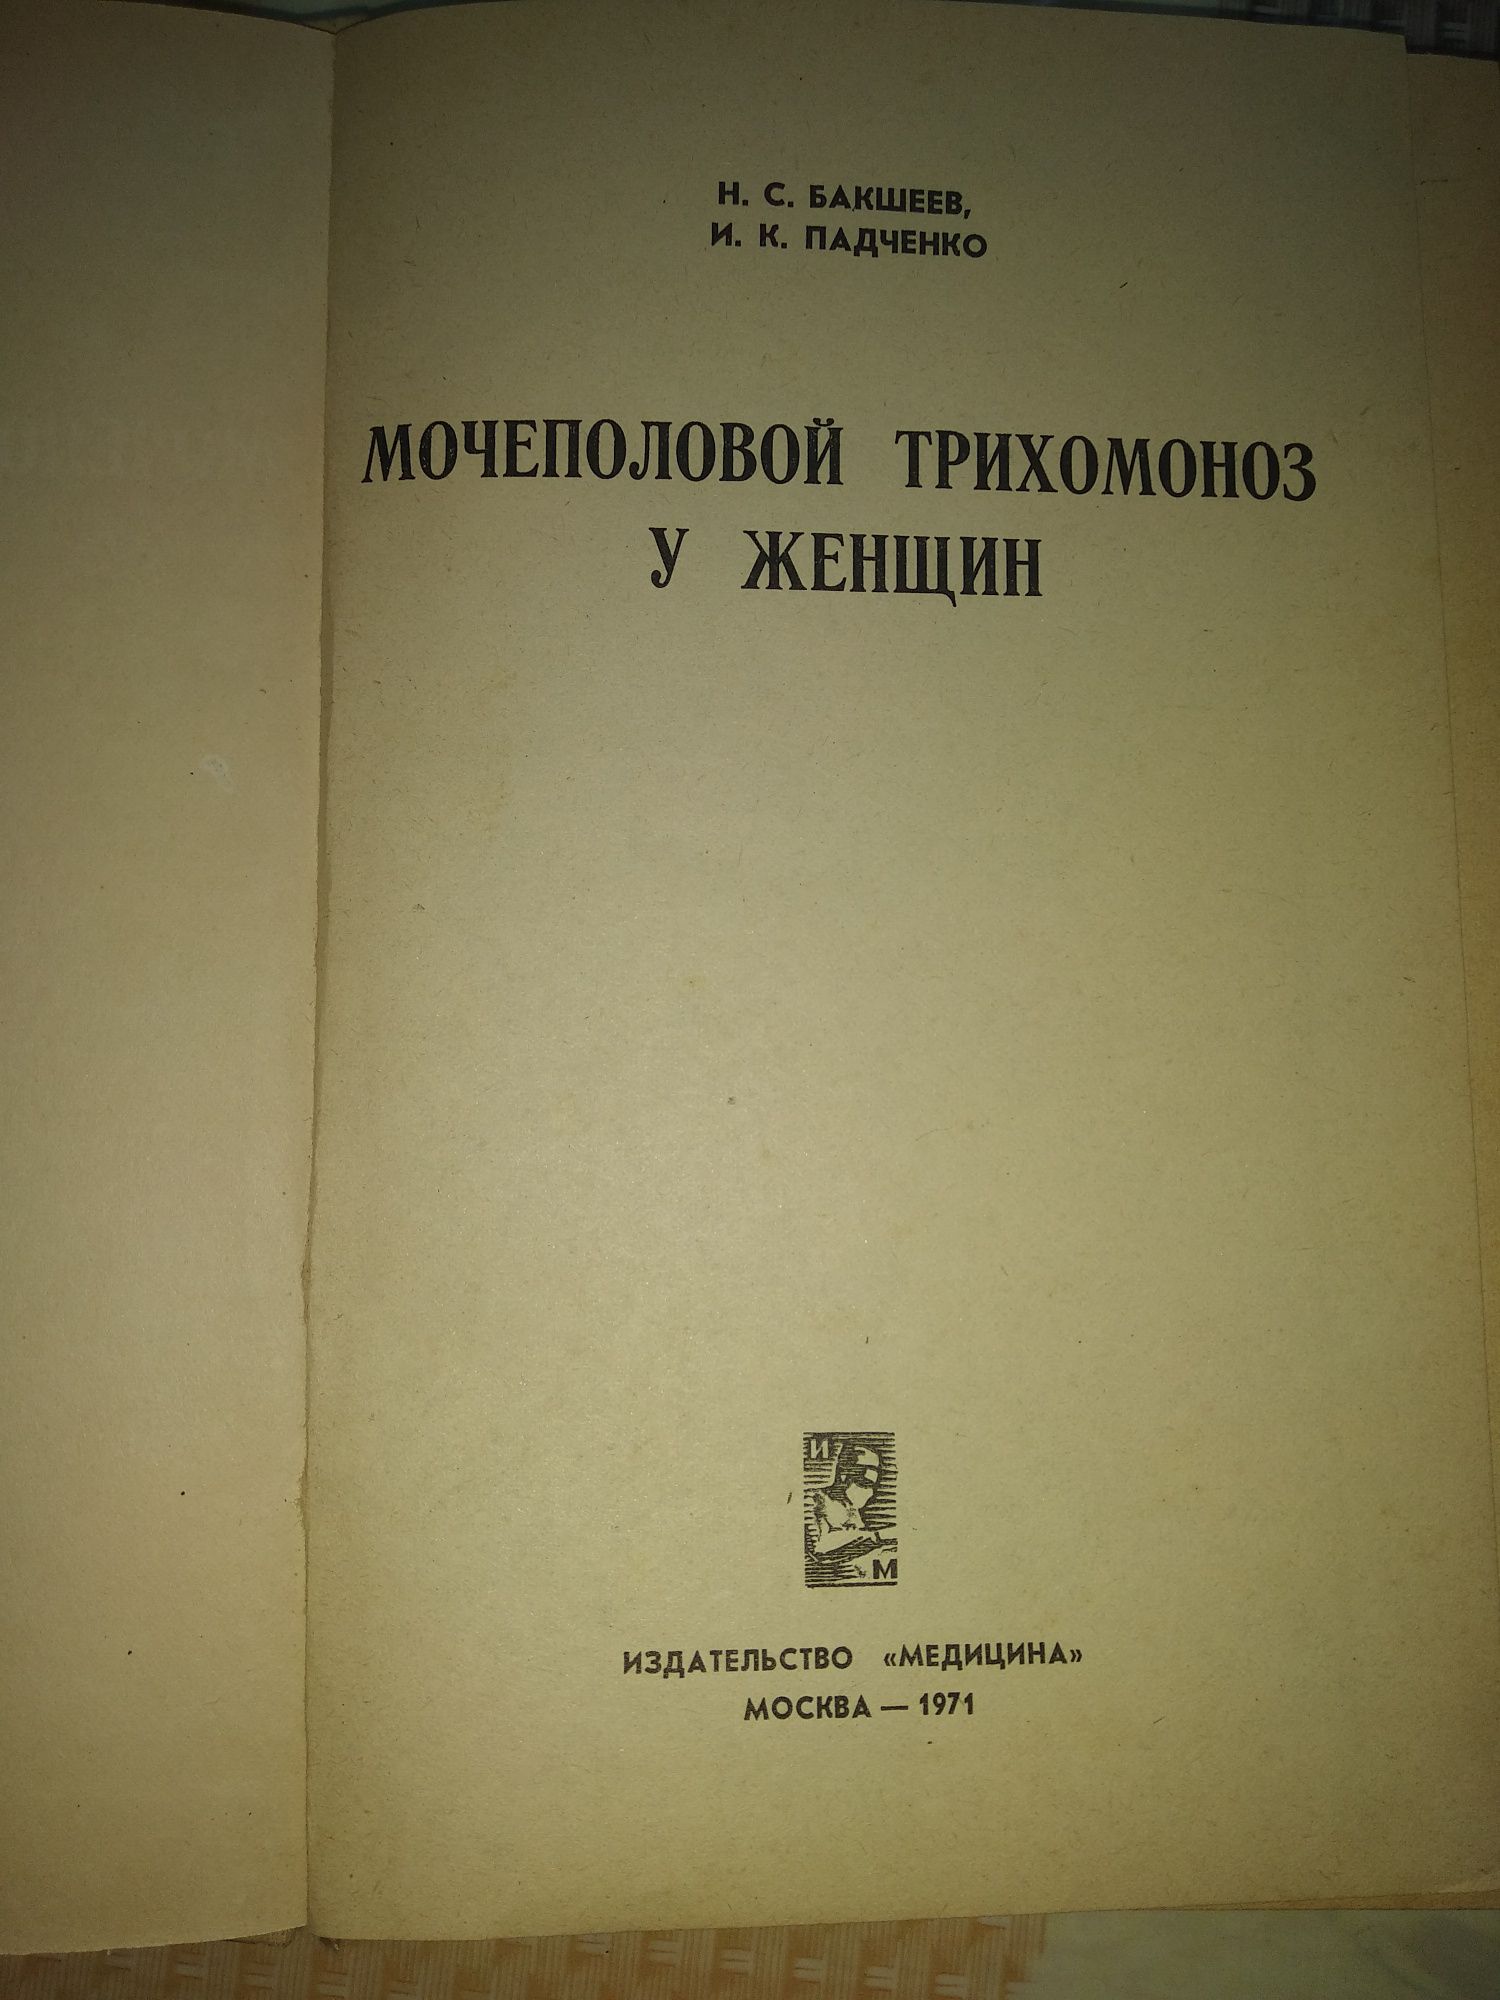 Н. С. БАКШЕЕВ,
И. К. ПАДЧЕНКО
МОЧЕПОЛОВОЙ ТРИХОМОНОЗ
У ЖЕНЩИН
И
М
ИЗДАТЕЛЬСТВО «МЕДИЦИНА»
МОСКВА — 1971